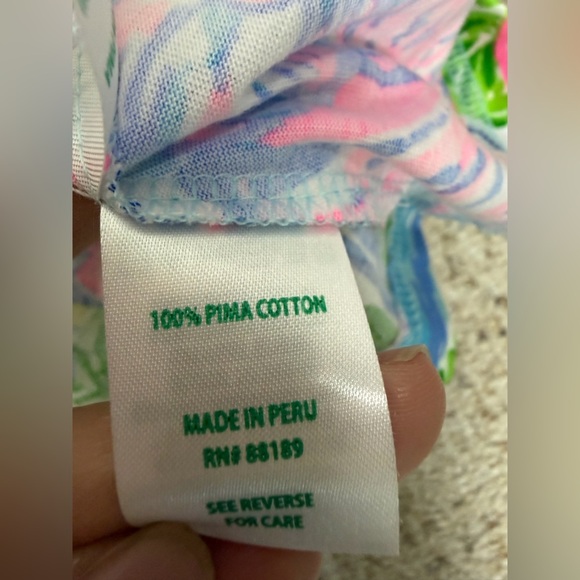 100% PIMA COTTON
MADE IN PERU
RN# 88189
SEE REVERSE
FOR CARE